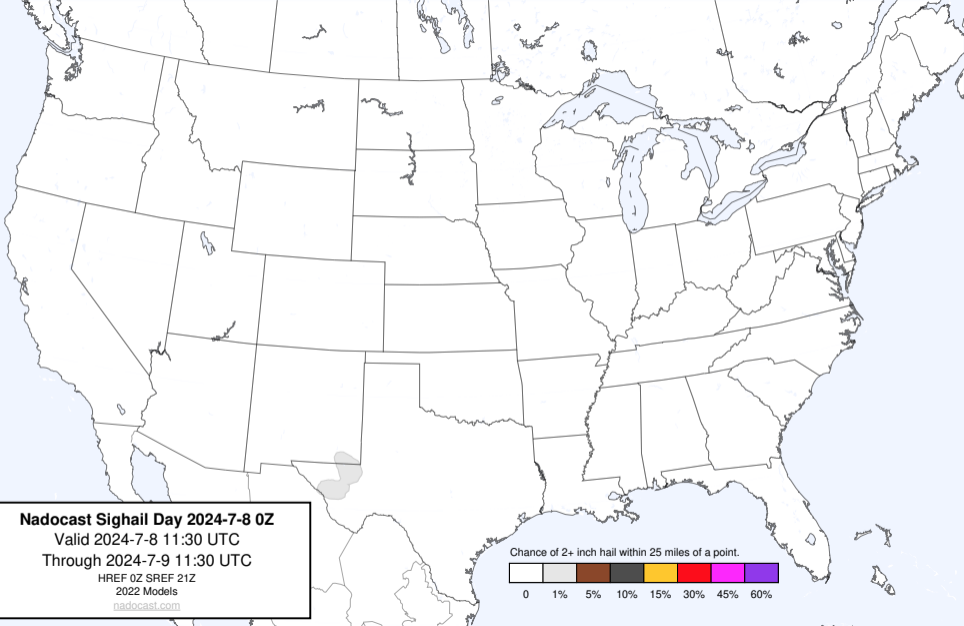 Nadocast Sighail Day 2024-7-8 0Z
Valid 2024-7-8 11:30 UTC
Through 2024-7-9 11:30 UTC
HREF 0Z SREF 21Z
2022 Models
nadocast.com
Chance of 2+ inch hail within 25 miles of a point.
0 1% 5% 10% 15% 30% 45% 60%